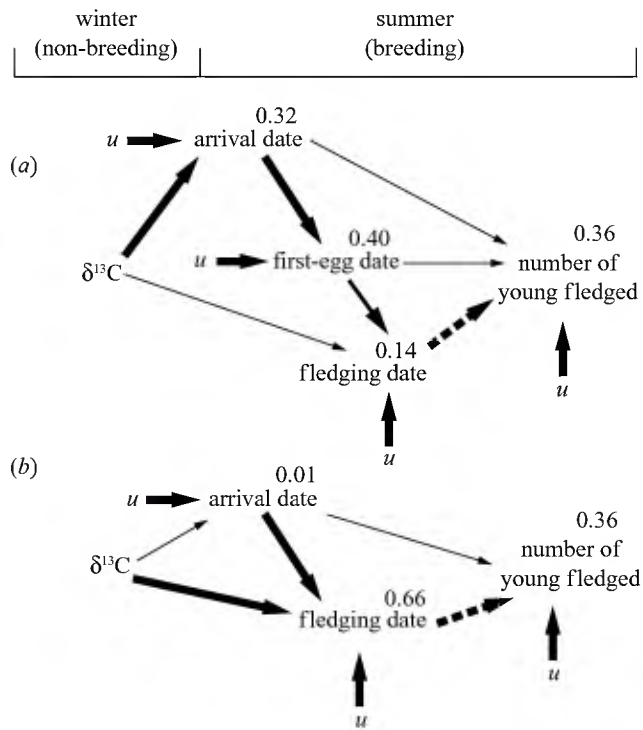 winter
(non-breeding)
summer
(breeding)
(a)
0.32
u
arrival date
δ¹³C
0.40
u
first-egg date
0.36
number of
young fledged
0.14
fledging date
u
u
(b)
0.01
u
arrival date
δ¹³C
0.36
number of
young fledged
0.66
fledging date
u
u